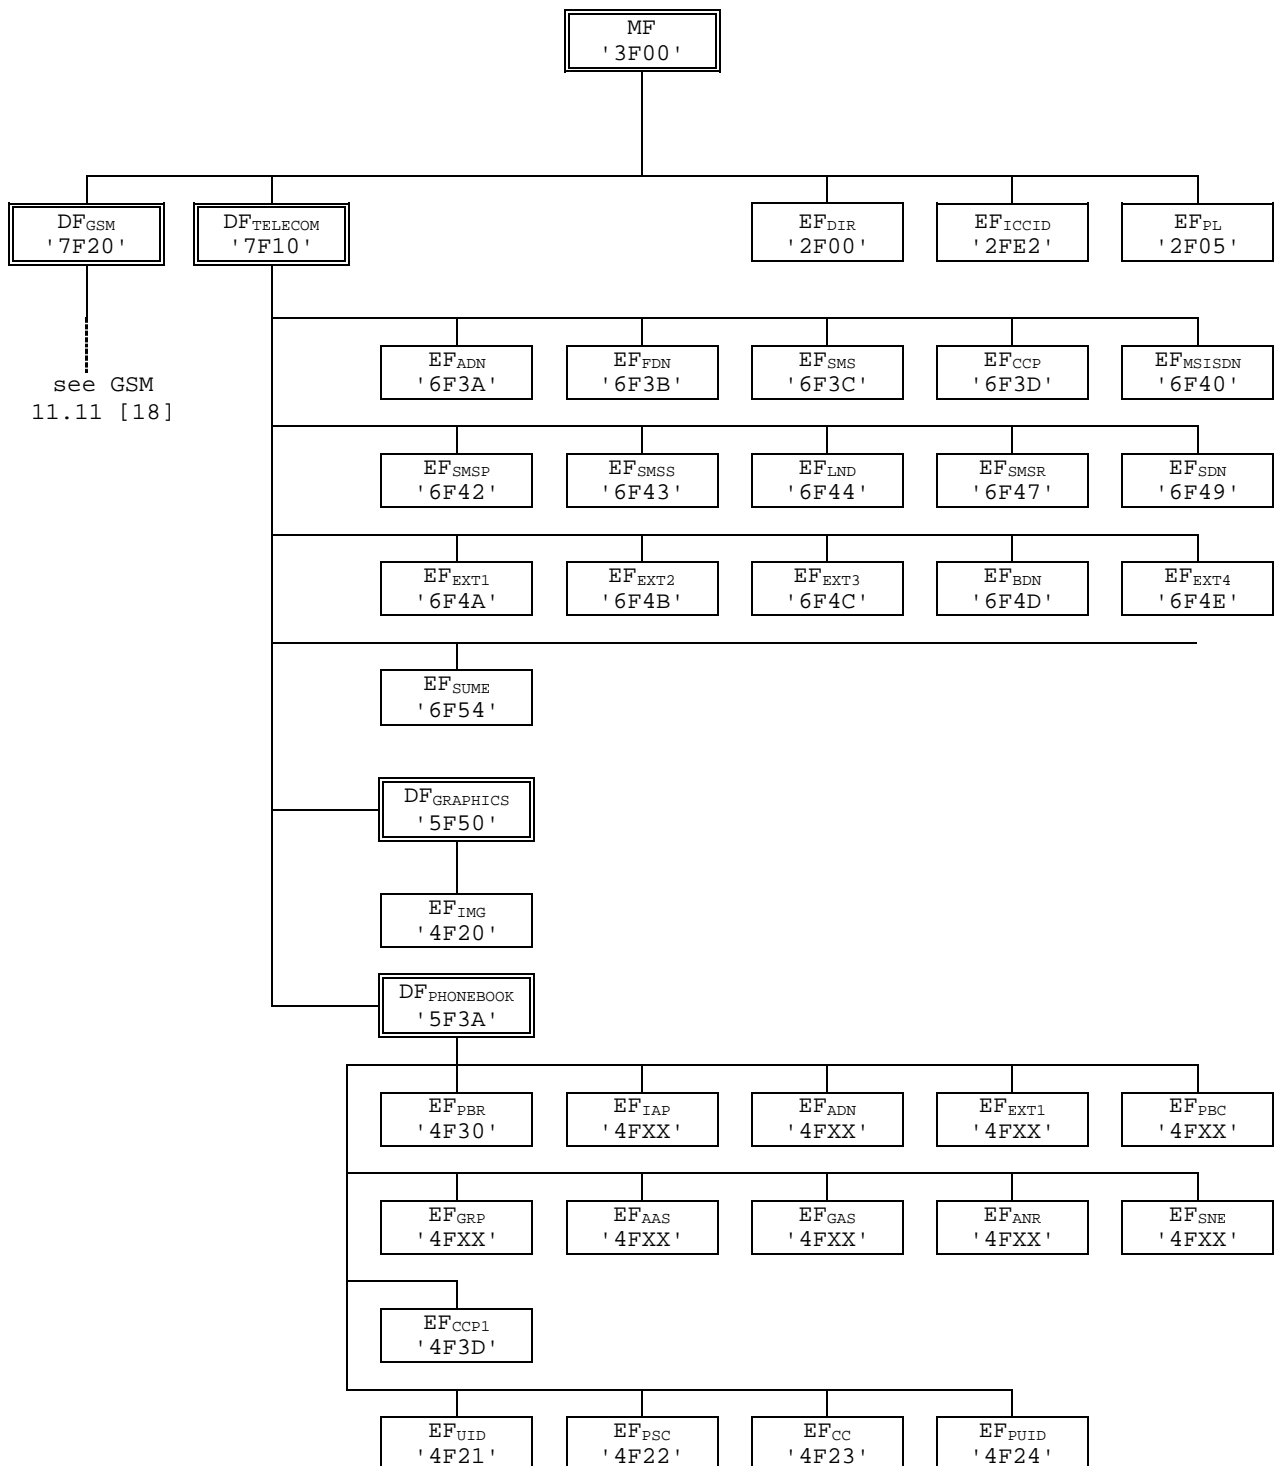 MF
'3F00'
DFGSM
'7F20'
DFTELECOM
'7F10'
EFDIR
'2F00'
EFICCID
'2FE2'
EFPL
'2F05'
see GSM
11.11 [18]
EFADN
'6F3A'
EFFDN
'6F3B'
EFSMS
'6F3C'
EFCCP
'6F3D'
EFMSISDN
'6F40'
EFSMSP
'6F42'
EFSMSS
'6F43'
EFLND
'6F44'
EFSMSR
'6F47'
EFSDN
'6F49'
EFEXT1
'6F4A'
EFEXT2
'6F4B'
EFEXT3
'6F4C'
EFBDN
'6F4D'
EFEXT4
'6F4E'
EFSUME
'6F54'
DFGRAPHICS
'5F50'
EFIMG
'4F20'
DFPHONEBOOK
'5F3A'
EFPBR
'4F30'
EFIAP
'4FXX'
EFADN
'4FXX'
EFEXT1
'4FXX'
EFPBC
'4FXX'
EFGRP
'4FXX'
EFAAS
'4FXX'
EFGAS
'4FXX'
EFANR
'4FXX'
EFSNE
'4FXX'
EFCCP1
'4F3D'
EFUID
'4F21'
EFPSC
'4F22'
EFCC
'4F23'
EFPUID
'4F24'